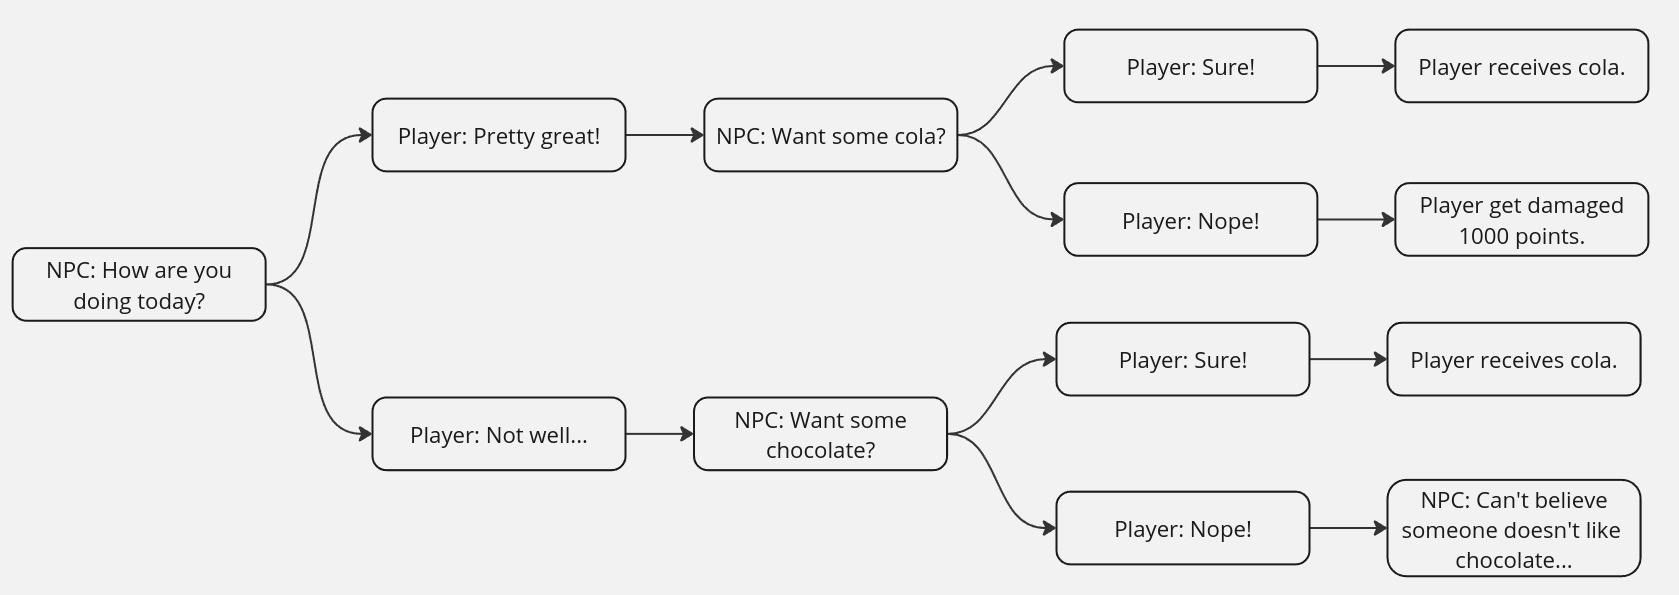 NPC: How are you
doing today?
Player: Pretty great!
NPC: Want some cola?
Player: Sure!
Player receives cola.
Player: Nope!
Player get damaged
1000 points.
Player: Not well...
NPC: Want some
chocolate?
Player: Sure!
Player receives cola.
Player: Nope!
NPC: Can't believe
someone doesn't like
chocolate...